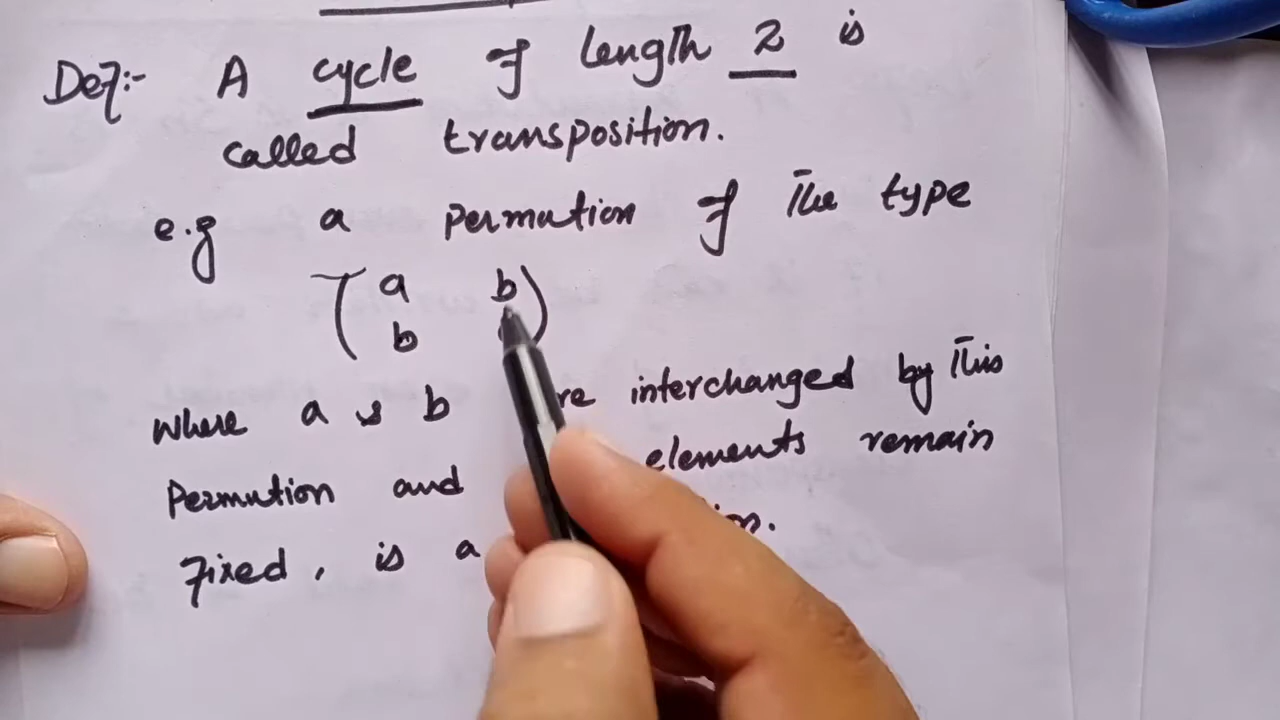 Def:- A cycle of length 2 is
called transposition.
e.g a permution of the type
( a b )
b
where a & b interchanged by this
Permution and elements remain
fixed, is a